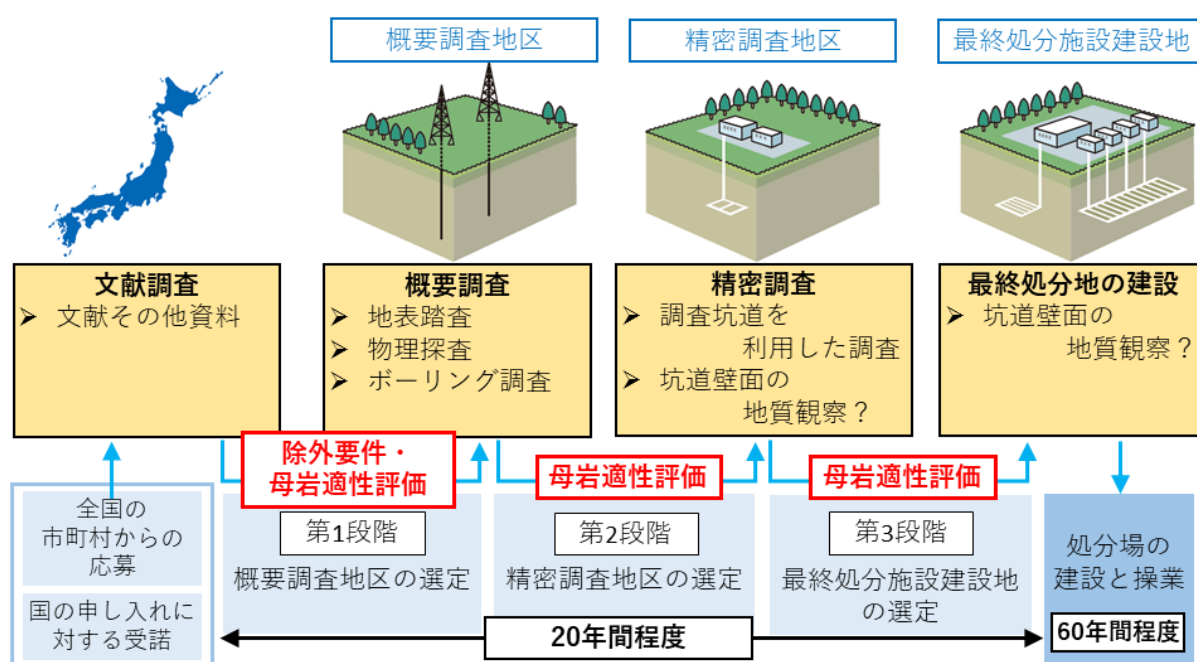 概要調査地区
精密調査地区
最終処分施設建設地
文献調査
➤ 文献その他資料
概要調査
➤ 地表踏査
➤ 物理探査
➤ ボーリング調査
精密調査
➤ 調査坑道を
利用した調査
➤ 坑道壁面の
地質観察？
最終処分地の建設
➤ 坑道壁面の
地質観察？
除外要件・
母岩適性評価
母岩適性評価
母岩適性評価
全国の
市町村からの
応募
国の申し入れに
対する受諾
第1段階
概要調査地区の選定
第2段階
精密調査地区の選定
第3段階
最終処分施設建設地
の選定
処分場の
建設と操業
20年間程度
60年間程度